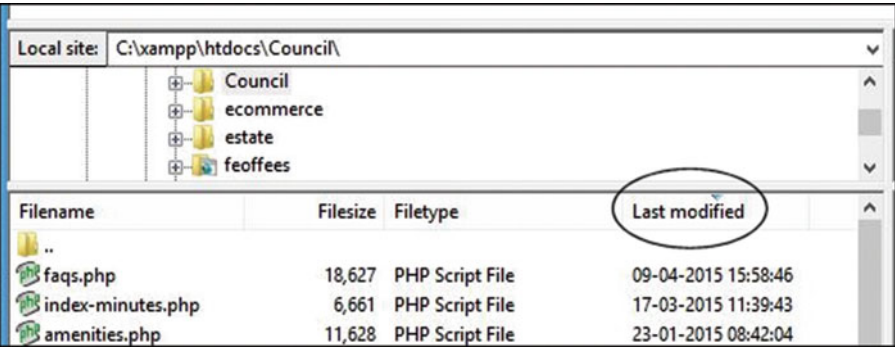 Local site: C:\xampp\htdocs\Council\
Council
ecommerce
estate
feoffees
Filename Filesize Filetype Last modified
..
faqs.php 18,627 PHP Script File 09-04-2015 15:58:46
index-minutes.php 6,661 PHP Script File 17-03-2015 11:39:43
amenities.php 11,628 PHP Script File 23-01-2015 08:42:04